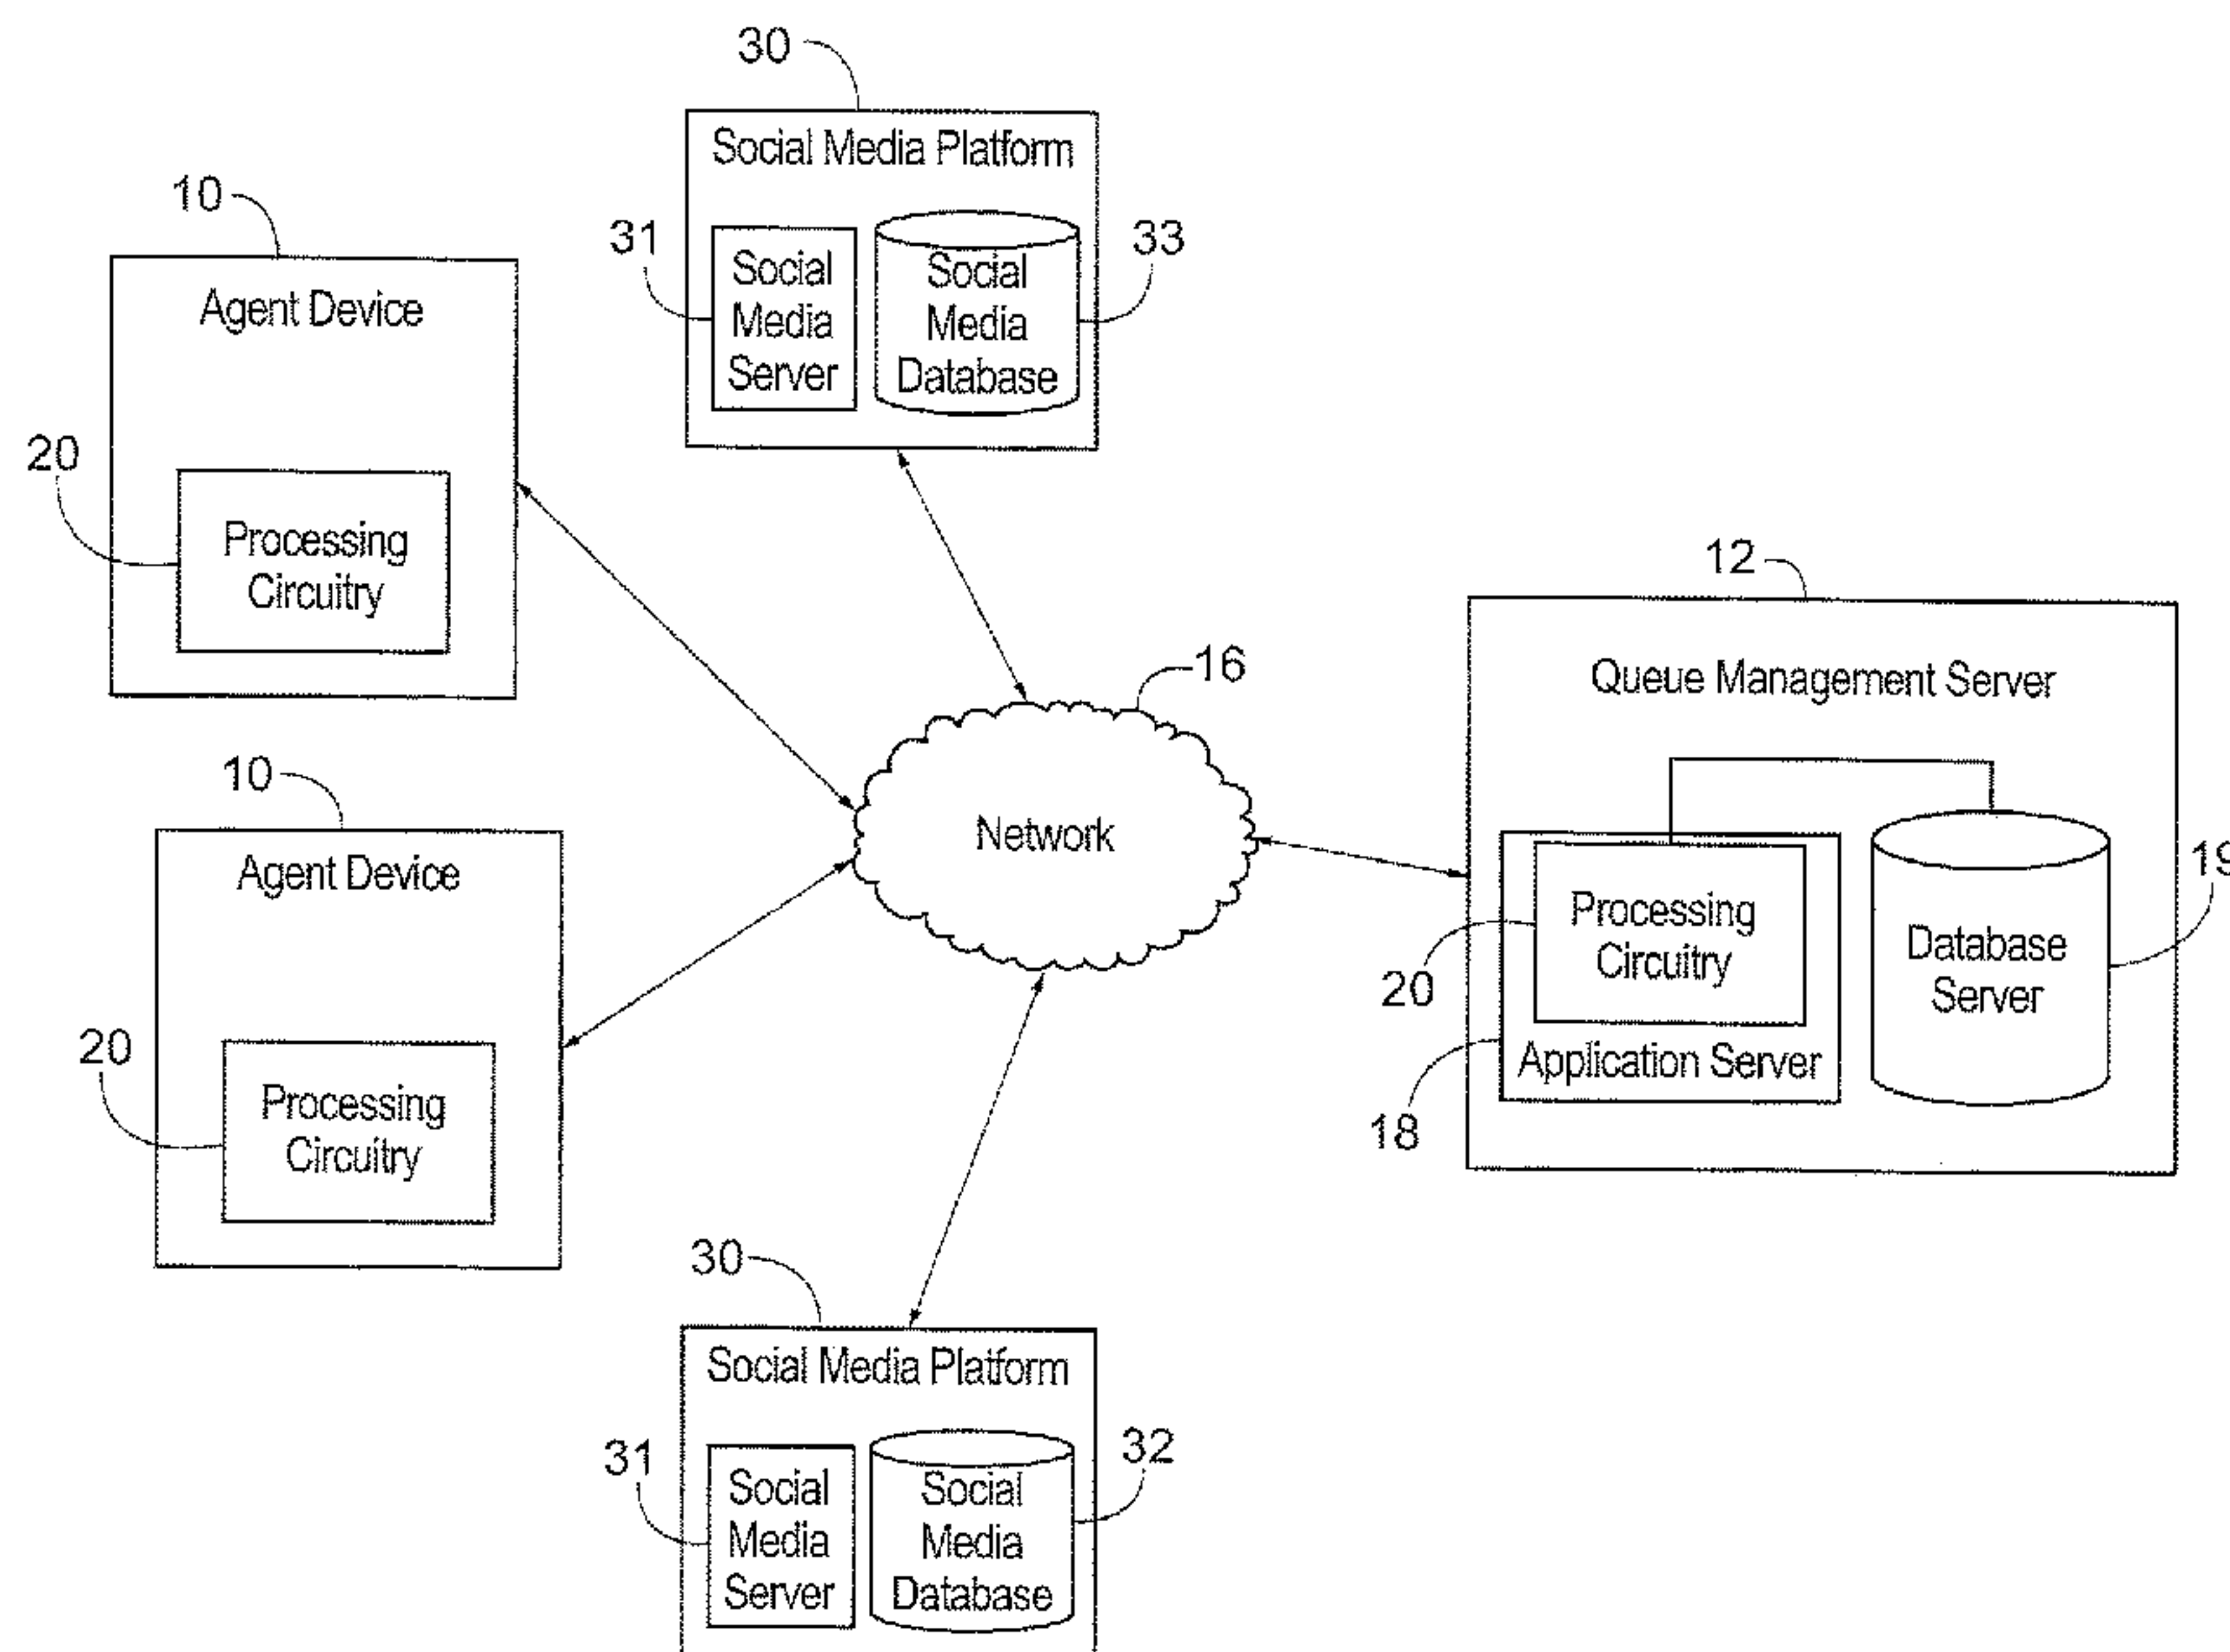 30
Social Media Platform
31
Social
Media
Server
Social
Media
Database
33
10
Agent Device
20
Processing
Circuitry
10
Agent Device
20
Processing
Circuitry
16
Network
12
Queue Management Server
20
Processing
Circuitry
18
Application Server
Database
Server
19
30
Social Media Platform
31
Social
Media
Server
Social
Media
Database
32